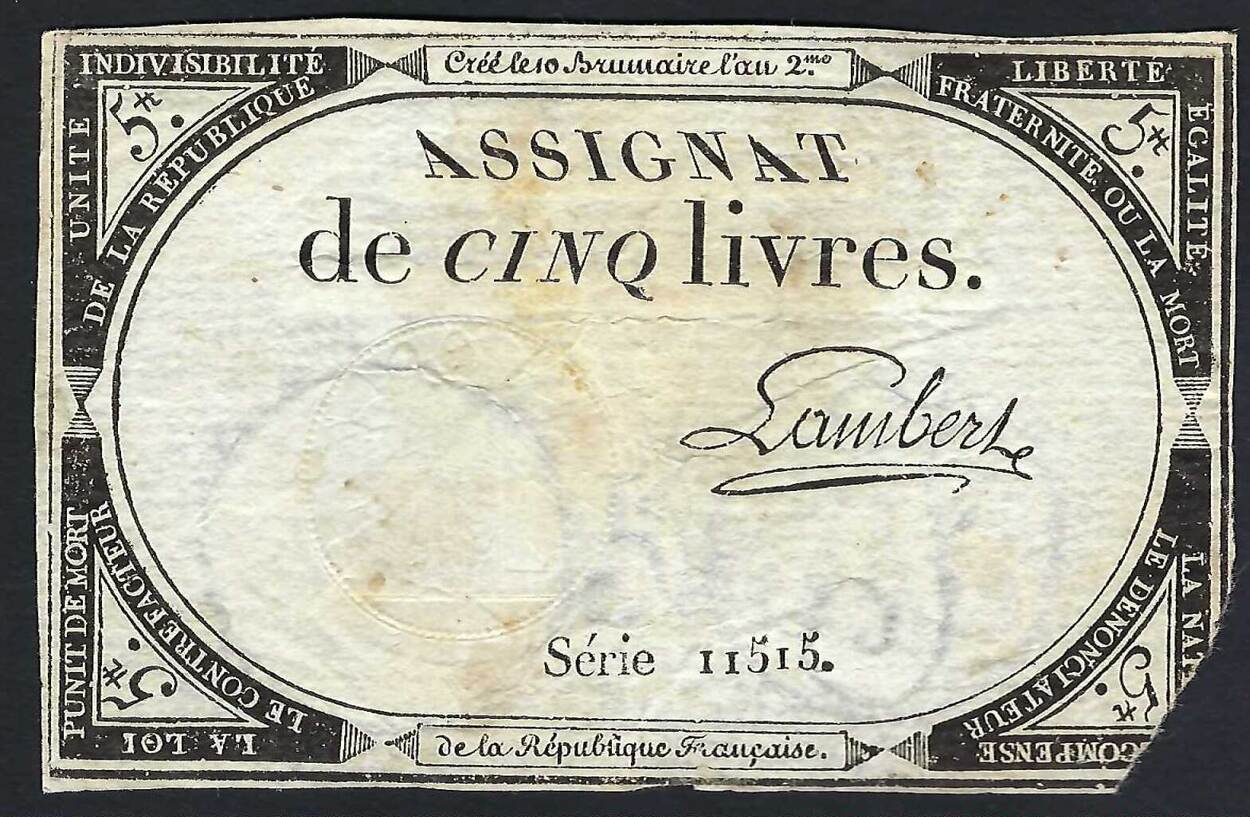 Créé le 10 Brumaire l'an 2.me
UNITÉ INDIVISIBILITÉ
DE LA RÉPUBLIQUE
5#.
LIBERTÉ ÉGALITÉ
FRATERNITÉ, OU LA MORT
5#.
ASSIGNAT
de CINQ livres.
Lambert
Série 11515.
LA LOI PUNIT DE MORT
LE CONTREFACTEUR
5#.
LA NAT
COMPENSE
LE DENONCIATEUR
5#.
de la République Française.